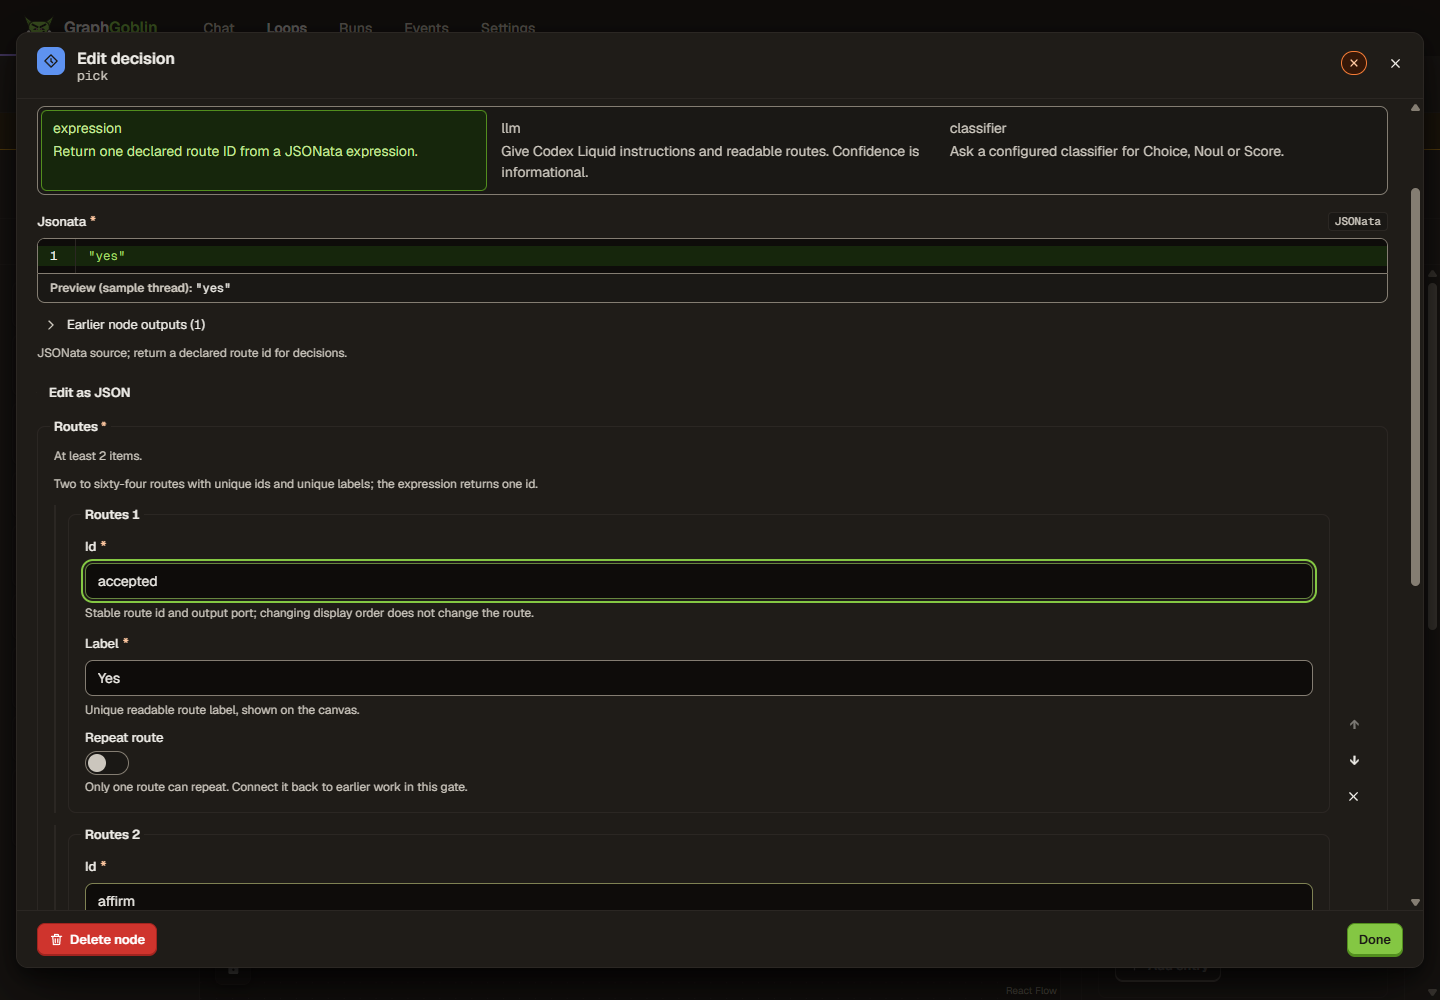 GraphGoblin
Chat
Loops
Runs
Events
Settings
Edit decision
pick
expression
Return one declared route ID from a JSONata expression.
llm
Give Codex Liquid instructions and readable routes. Confidence is
informational.
classifier
Ask a configured classifier for Choice, Noul or Score.
Jsonata *
JSONata
1 "yes"
Preview (sample thread): "yes"
Earlier node outputs (1)
JSONata source; return a declared route id for decisions.
Edit as JSON
Routes *
At least 2 items.
Two to sixty-four routes with unique ids and unique labels; the expression returns one id.
Routes 1
Id *
accepted
Stable route id and output port; changing display order does not change the route.
Label *
Yes
Unique readable route label, shown on the canvas.
Repeat route
Only one route can repeat. Connect it back to earlier work in this gate.
Routes 2
Id *
affirm
Delete node
Done
React Flow